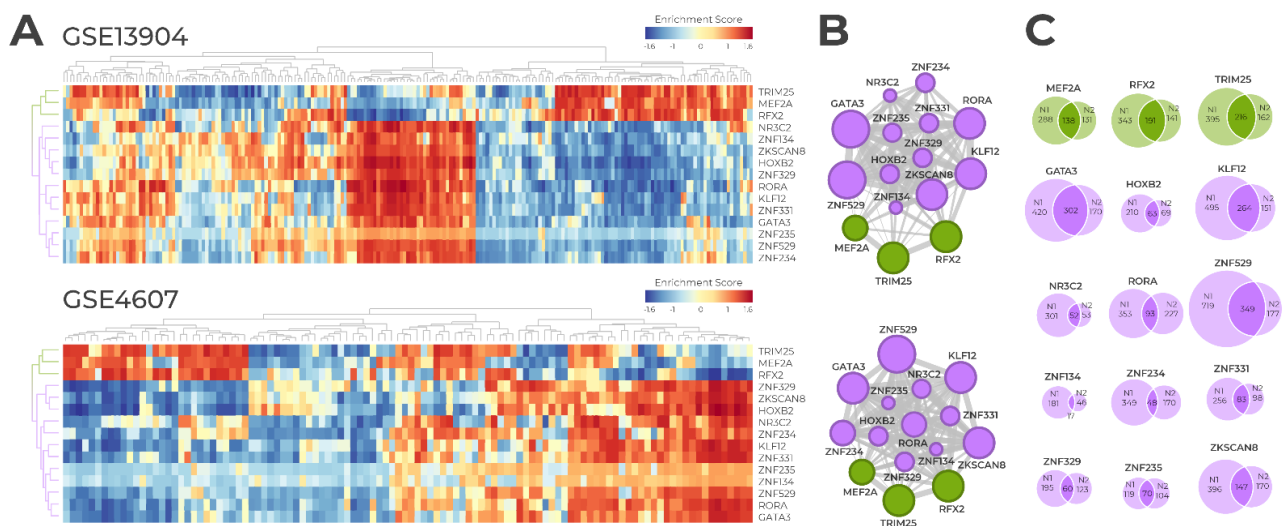 A
GSE13904
Enrichment Score
-1.6 -1 0 1 1.6
TRIM25
MEF2A
RFX2
NR3C2
ZNF134
ZKSCAN8
HOXB2
ZNF329
RORA
KLF12
ZNF331
GATA3
ZNF235
ZNF529
ZNF234
GSE4607
Enrichment Score
-1.6 -1 0 1 1.6
TRIM25
MEF2A
RFX2
ZNF329
ZKSCAN8
HOXB2
NR3C2
ZNF234
KLF12
ZNF331
ZNF235
ZNF134
ZNF529
RORA
GATA3
B
ZNF234
NR3C2
GATA3
ZNF331
RORA
ZNF235
ZNF329
HOXB2
KLF12
ZKSCAN8
ZNF529
ZNF134
MEF2A
RFX2
TRIM25
ZNF529
KLF12
GATA3
NR3C2
ZNF235
ZNF331
HOXB2
RORA
ZNF234
ZNF134
ZKSCAN8
ZNF329
MEF2A
RFX2
TRIM25
C
MEF2A
N1 288 138 N2 131
RFX2
N1 343 191 N2 141
TRIM25
N1 395 216 N2 162
GATA3
N1 420 302 N2 170
HOXB2
N1 210 63 N2 69
KLF12
N1 495 264 N2 151
NR3C2
N1 301 52 N2 53
RORA
N1 353 93 N2 227
ZNF529
N1 719 349 N2 177
ZNF134
N1 181 17 N2 46
ZNF234
N1 349 48 N2 170
ZNF331
N1 256 83 N2 98
ZNF329
N1 195 60 N2 123
ZNF235
N1 119 70 N2 104
ZKSCAN8
N1 396 147 N2 170